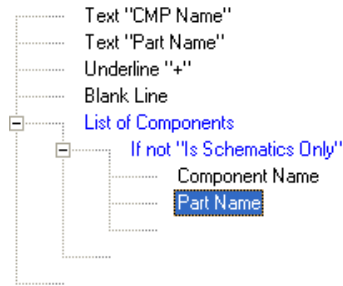 Text "CMP Name"
Text "Part Name"
Underline "+"
Blank Line
List of Components
If not "Is Schematics Only"
Component Name
Part Name